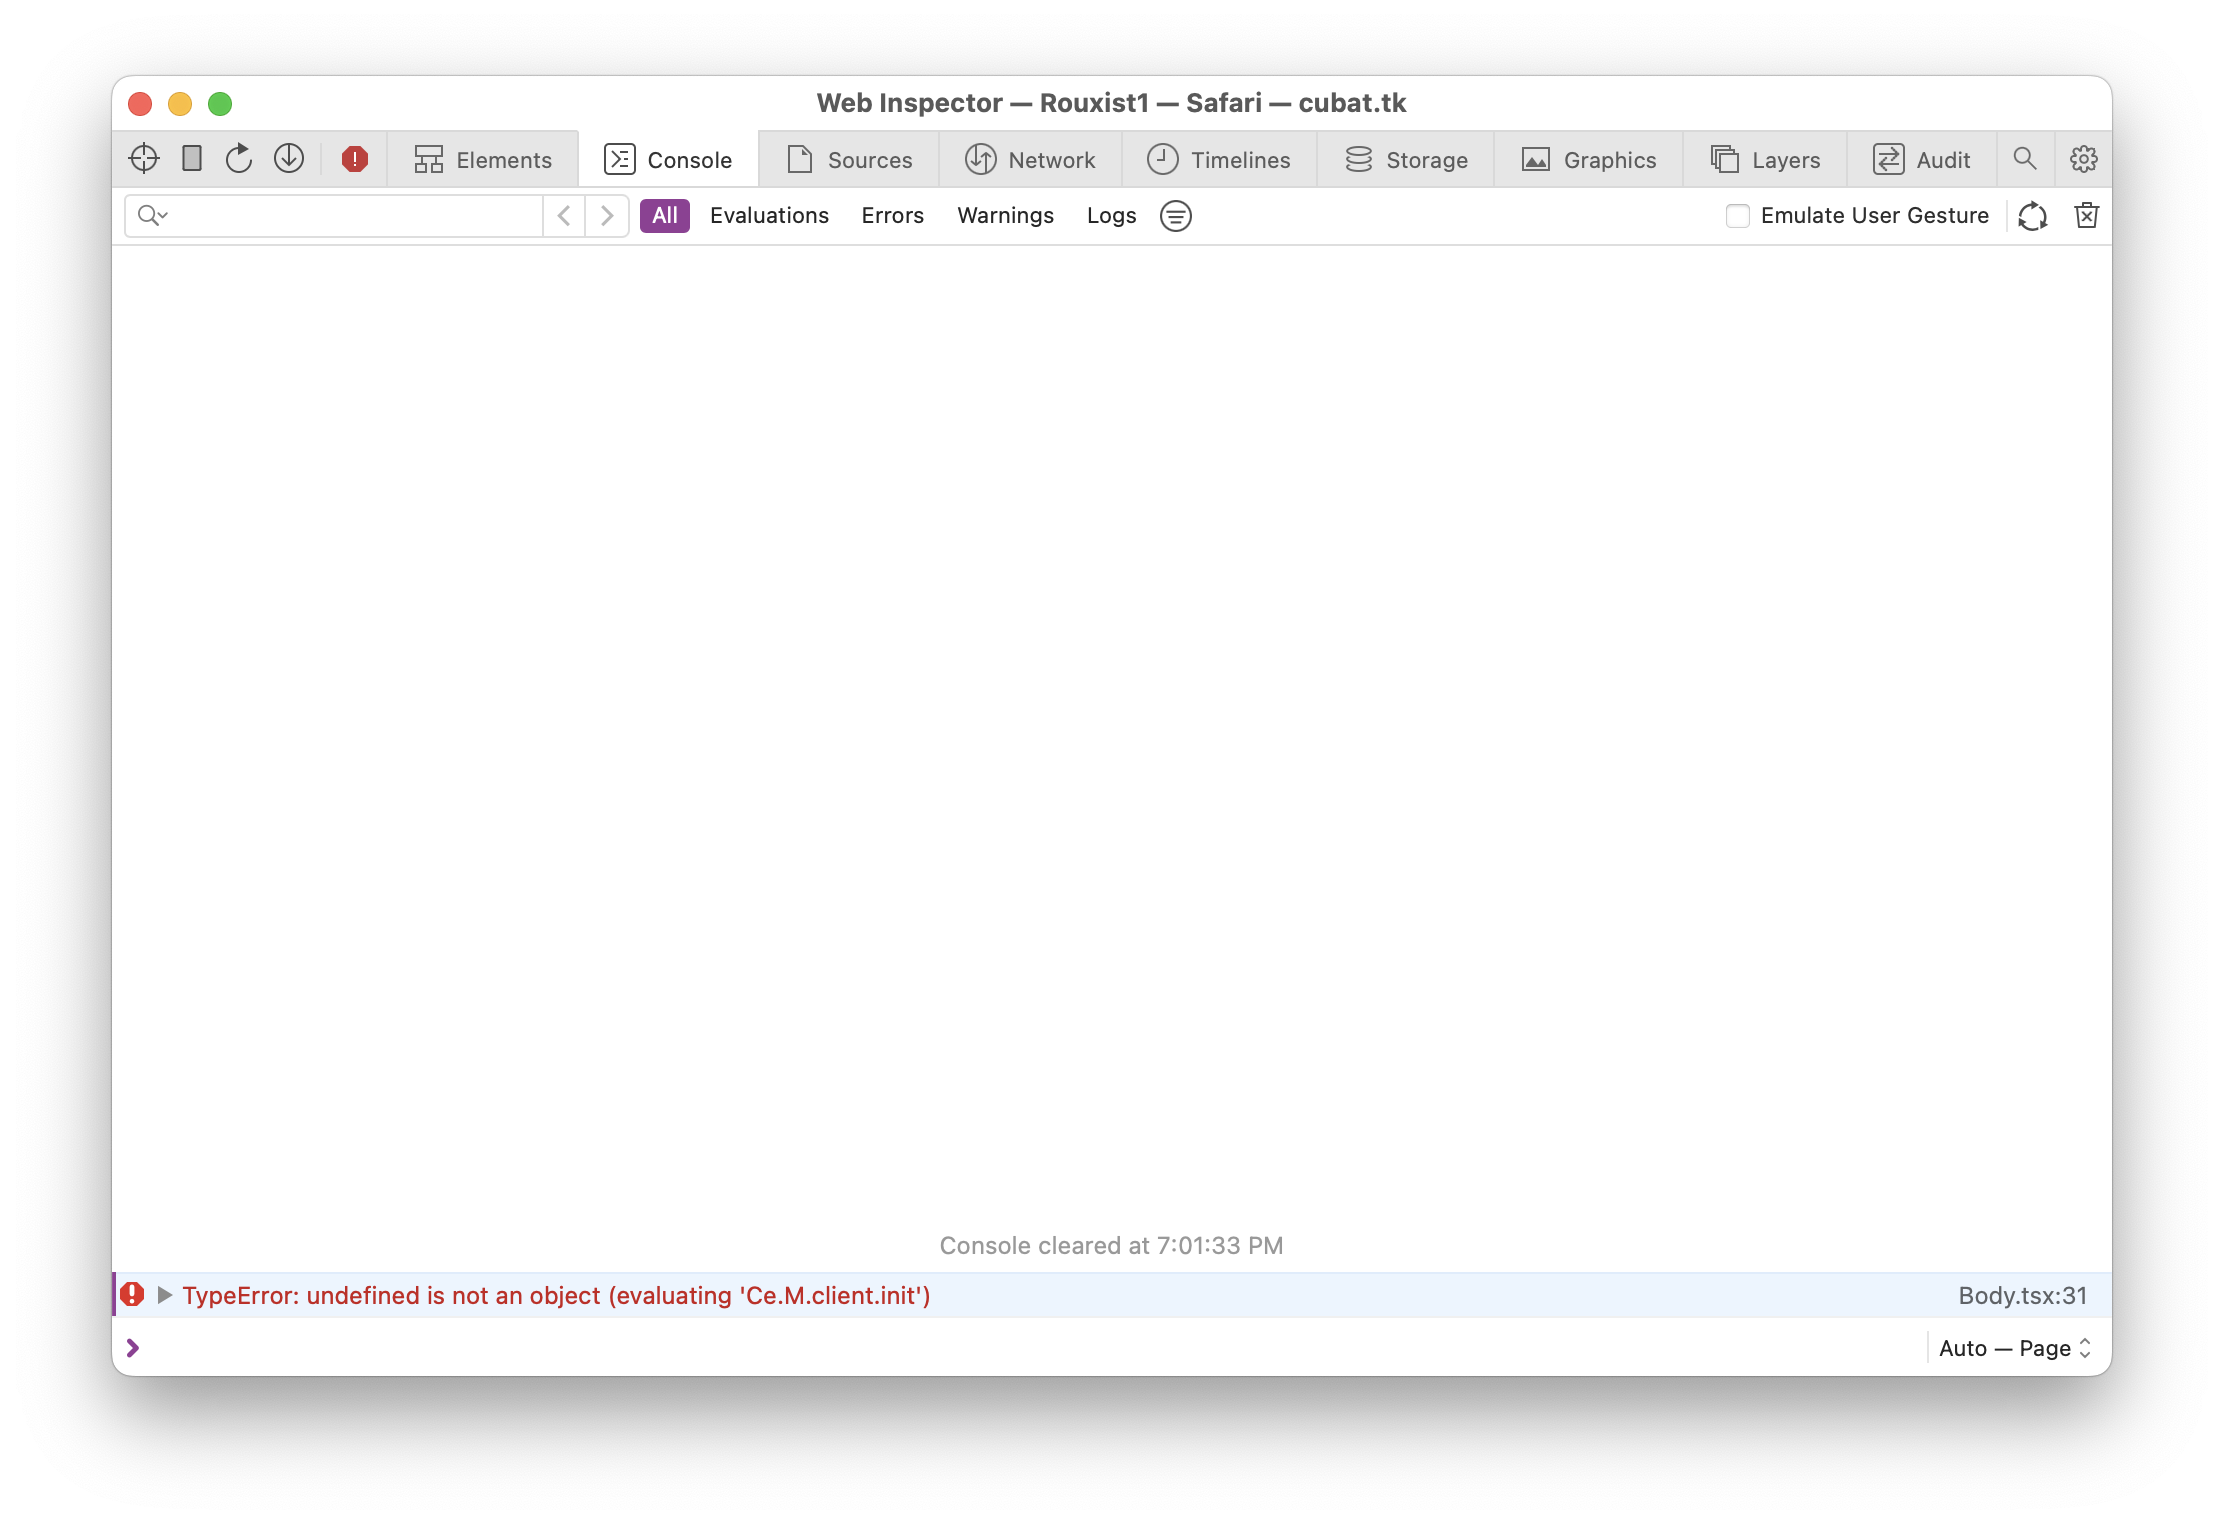 Web Inspector — Rouxist1 — Safari — cubat.tk
Elements Console Sources Network Timelines Storage Graphics Layers Audit
All Evaluations Errors Warnings Logs Emulate User Gesture
Console cleared at 7:01:33 PM
TypeError: undefined is not an object (evaluating 'Ce.M.client.init') Body.tsx:31
Auto — Page